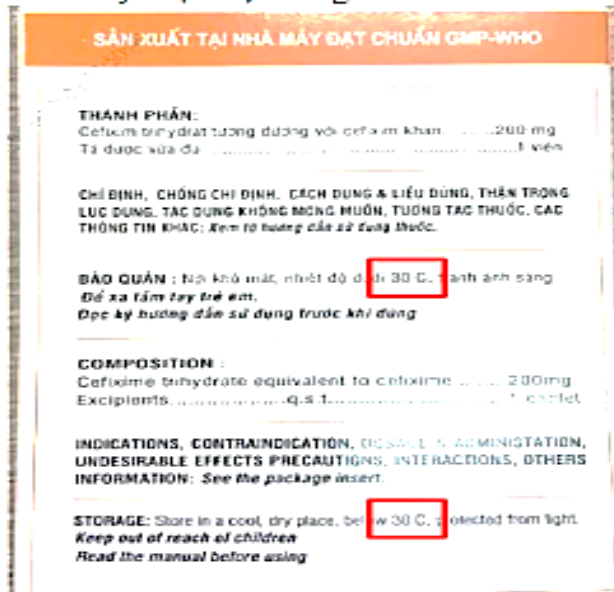 SẢN XUẤT TẠI NHÀ MÁY ĐẠT CHUẨN GMP-WHO
THÀNH PHẦN:
Cefixim trihydrat tương đương với cefixim khan.......200 mg
Tá dược vừa đủ ........................................1 viên
CHỈ ĐỊNH, CHỐNG CHỈ ĐỊNH, CÁCH DÙNG & LIỀU DÙNG, THẬN TRỌNG
LÚC DÙNG, TÁC DỤNG KHÔNG MONG MUỐN, TƯƠNG TÁC THUỐC, CÁC
THÔNG TIN KHÁC: Xem tờ hướng dẫn sử dụng thuốc.
BẢO QUẢN : Nơi khô mát, nhiệt độ dưới 30 C, tránh ánh sáng
Để xa tầm tay trẻ em.
Đọc kỹ hướng dẫn sử dụng trước khi dùng
COMPOSITION :
Cefixime trihydrate equivalent to cefixime ....... 200mg
Excipients..................q.s.f........................1 caplet
INDICATIONS, CONTRAINDICATION, DOSAGE & ADMINISTATION,
UNDESIRABLE EFFECTS PRECAUTIGNS, INTERACTIONS, OTHERS
INFORMATION: See the package insert.
STORAGE: Store in a cool, dry place, below 30 C, protected from light.
Keep out of reach of children
Read the manual before using